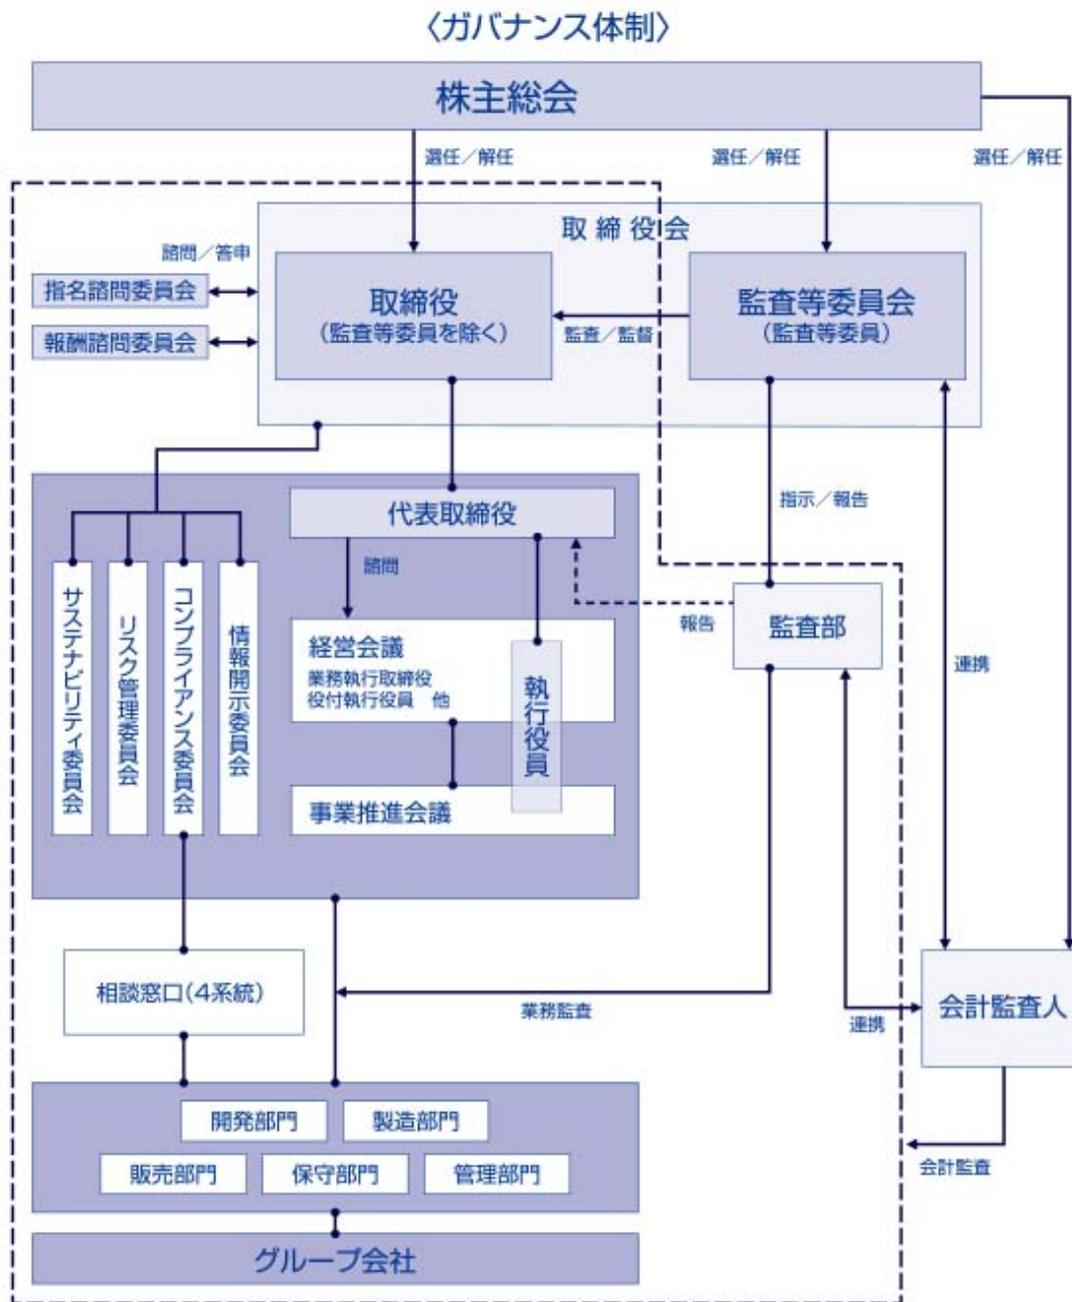 〈ガバナンス体制〉
株主総会
選任／解任
選任／解任
選任／解任
取締役会
諮問／答申
指名諮問委員会
報酬諮問委員会
取締役
(監査等委員を除く)
監査／監督
監査等委員会
(監査等委員)
代表取締役
指示／報告
諮問
サステナビリティ委員会
リスク管理委員会
コンプライアンス委員会
情報開示委員会
経営会議
業務執行取締役
役付執行役員　他
執行役員
事業推進会議
報告
監査部
連携
相談窓口(4系統)
業務監査
連携
会計監査人
開発部門
製造部門
販売部門
保守部門
管理部門
会計監査
グループ会社